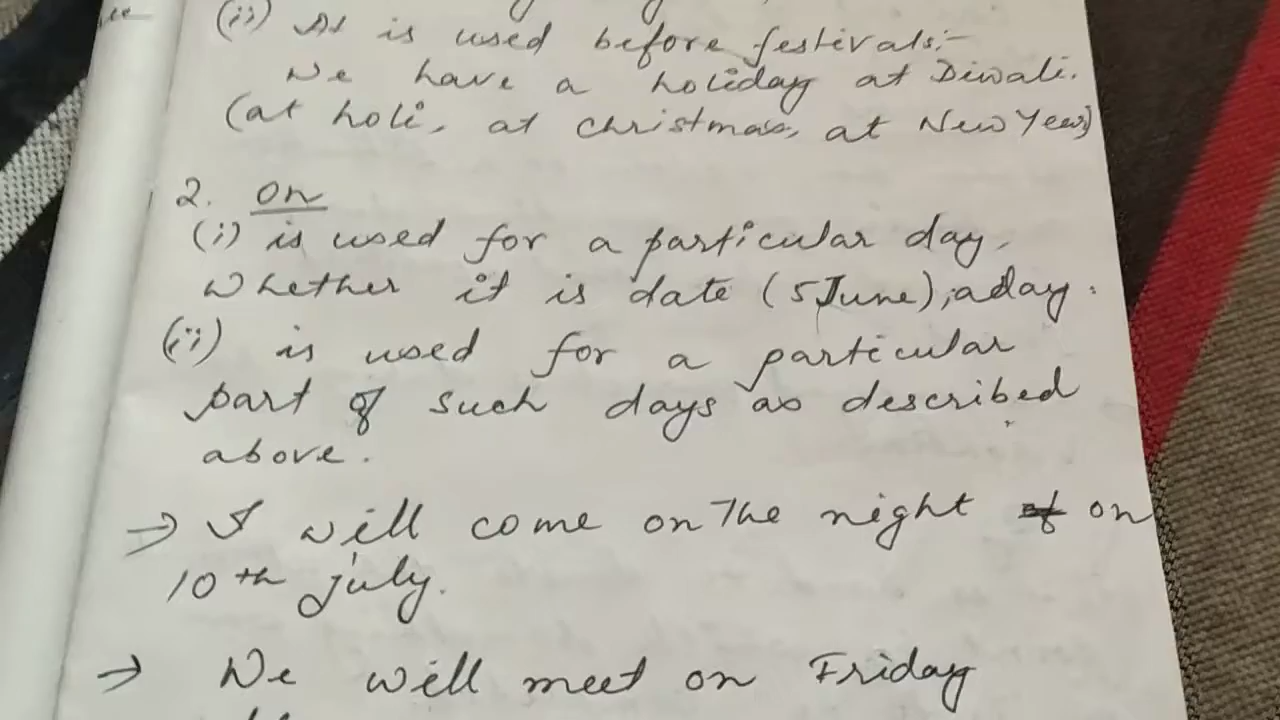 (ii) At is used before festivals:-
We have a holiday at Diwali.
(at holi, at christmas, at New Year)
2. on
(i) is used for a particular day,
Whether it is date (5 June), a day.
(ii) is used for a particular
part of such days as described
above.
⇒ I will come on the night of on
10th july.
→ We will meet on Friday